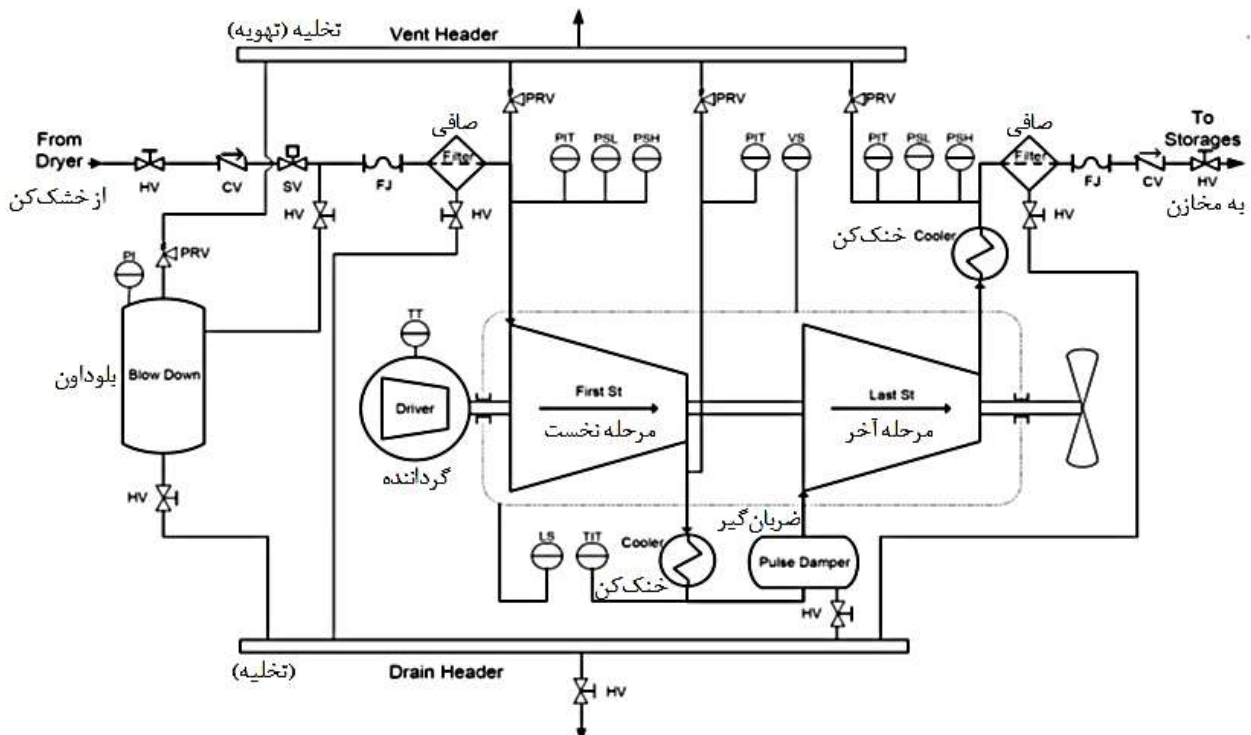 تخلیه (تهویه)
Vent Header
PRV
PRV
PRV
From
Dryer
از خشک‌کن
HV
CV
SV
HV
FJ
صافی
Filter
HV
PIT
PSL
PSH
PIT
VS
PIT
PSL
PSH
صافی
Filter
HV
FJ
CV
HV
To
Storages
به مخازن
خنک‌کن
Cooler
PI
PRV
Blow Down
بلوداون
HV
TT
Driver
گرداننده
First St
مرحله نخست
Last St
مرحله آخر
LS
TIT
Cooler
خنک‌کن
ضربان‌گیر
Pulse Damper
HV
(تخلیه)
Drain Header
HV